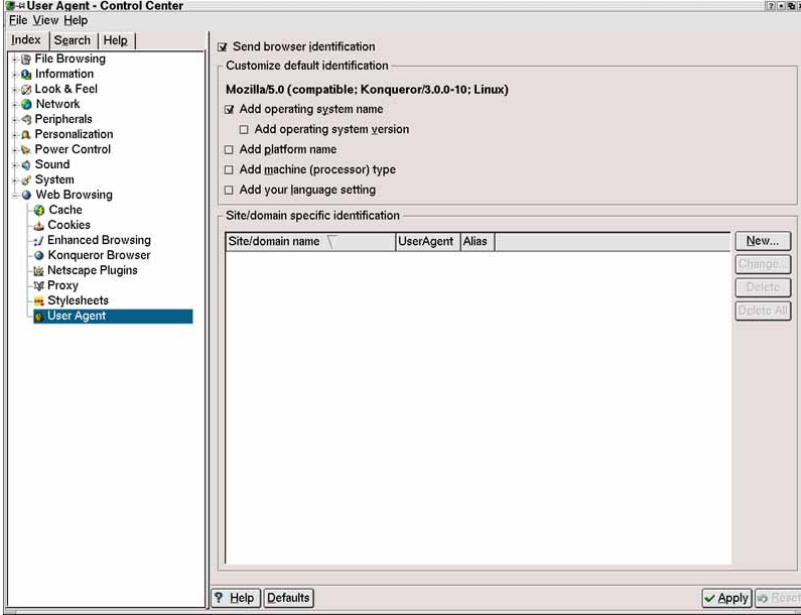 User Agent - Control Center
File View Help
Index Search Help
File Browsing
Information
Look & Feel
Network
Peripherals
Personalization
Power Control
Sound
System
Web Browsing
Cache
Cookies
Enhanced Browsing
Konqueror Browser
Netscape Plugins
Proxy
Stylesheets
User Agent
Send browser identification
Customize default identification
Mozilla/5.0 (compatible; Konqueror/3.0.0-10; Linux)
Add operating system name
Add operating system version
Add platform name
Add machine (processor) type
Add your language setting
Site/domain specific identification
Site/domain name UserAgent Alias
New...
Change...
Delete
Delete All
? Help Defaults
Apply Reset